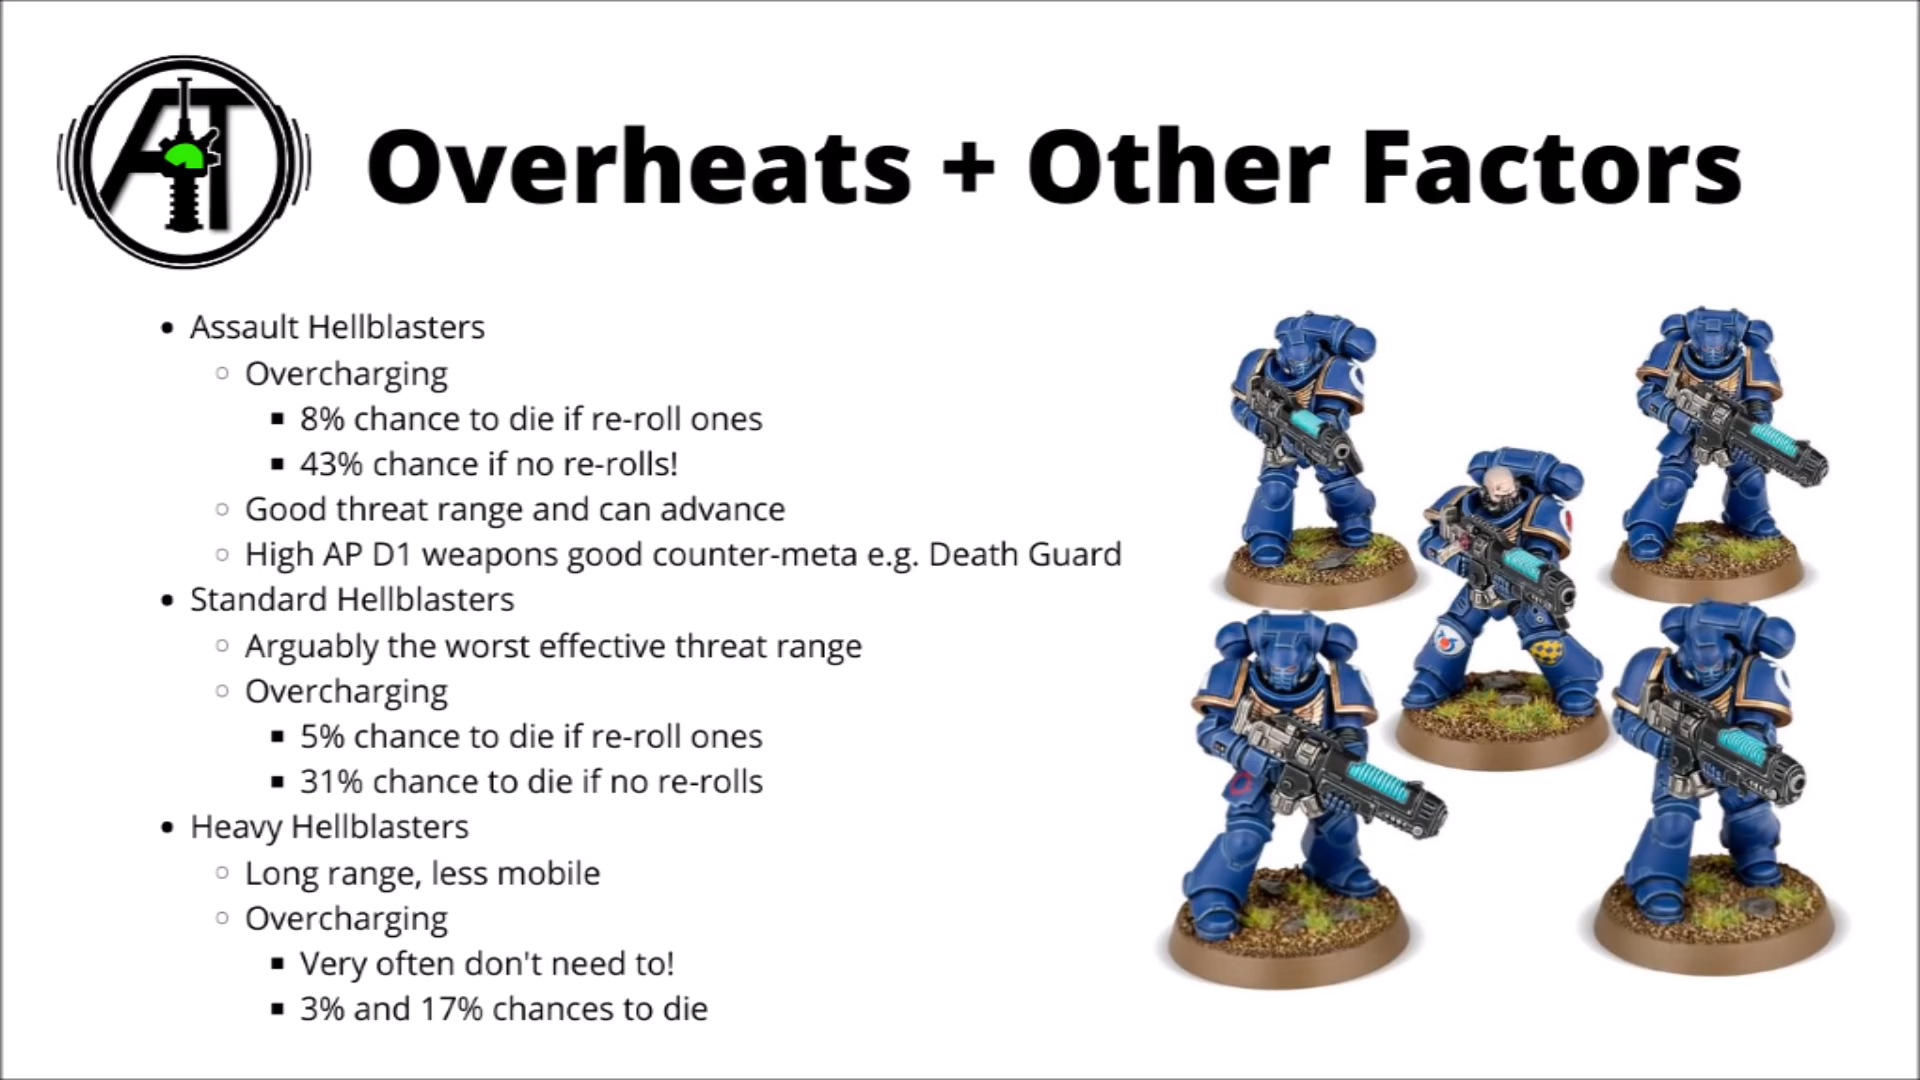 AT
Overheats + Other Factors
Assault Hellblasters
Overcharging
8% chance to die if re-roll ones
43% chance if no re-rolls!
Good threat range and can advance
High AP D1 weapons good counter-meta e.g. Death Guard
Standard Hellblasters
Arguably the worst effective threat range
Overcharging
5% chance to die if re-roll ones
31% chance to die if no re-rolls
Heavy Hellblasters
Long range, less mobile
Overcharging
Very often don't need to!
3% and 17% chances to die